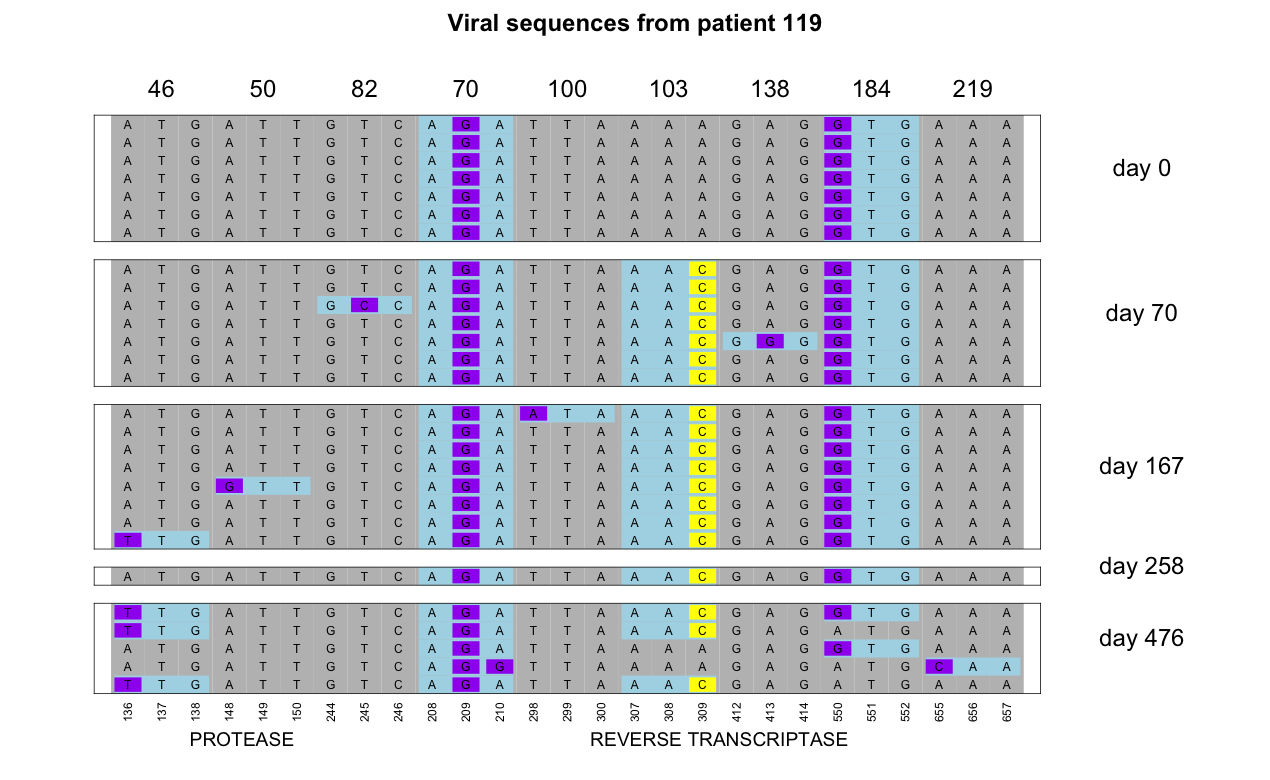 Viral sequences from patient 119
46 50 82 70 100 103 138 184 219
A T G A T T G T C A G A T T A A A A G A G G T G A A A
A T G A T T G T C A G A T T A A A A G A G G T G A A A
A T G A T T G T C A G A T T A A A A G A G G T G A A A
A T G A T T G T C A G A T T A A A A G A G G T G A A A
A T G A T T G T C A G A T T A A A A G A G G T G A A A
A T G A T T G T C A G A T T A A A A G A G G T G A A A
A T G A T T G T C A G A T T A A A A G A G G T G A A A
day 0
A T G A T T G T C A G A T T A A A C G A G G T G A A A
A T G A T T G T C A G A T T A A A C G A G G T G A A A
A T G A T T G C C A G A T T A A A C G A G G T G A A A
A T G A T T G T C A G A T T A A A C G A G G T G A A A
A T G A T T G T C A G A T T A A A C G G G G T G A A A
A T G A T T G T C A G A T T A A A C G A G G T G A A A
A T G A T T G T C A G A T T A A A C G A G G T G A A A
day 70
A T G A T T G T C A G A A T A A A C G A G G T G A A A
A T G A T T G T C A G A T T A A A C G A G G T G A A A
A T G A T T G T C A G A T T A A A C G A G G T G A A A
A T G A T T G T C A G A T T A A A C G A G G T G A A A
A T G G T T G T C A G A T T A A A C G A G G T G A A A
A T G A T T G T C A G A T T A A A C G A G G T G A A A
A T G A T T G T C A G A T T A A A C G A G G T G A A A
T T G A T T G T C A G A T T A A A C G A G G T G A A A
day 167
A T G A T T G T C A G A T T A A A C G A G G T G A A A
day 258
T T G A T T G T C A G A T T A A A C G A G G T G A A A
T T G A T T G T C A G A T T A A A C G A G A T G A A A
A T G A T T G T C A G A T T A A A A G A G G T G A A A
A T G A T T G T C A G G T T A A A A G A G A T G C A A
T T G A T T G T C A G A T T A A A C G A G A T G A A A
day 476
136 137 138 148 149 150 244 245 246 208 209 210 298 299 300 307 308 309 412 413 414 550 551 552 655 656 657
PROTEASE REVERSE TRANSCRIPTASE